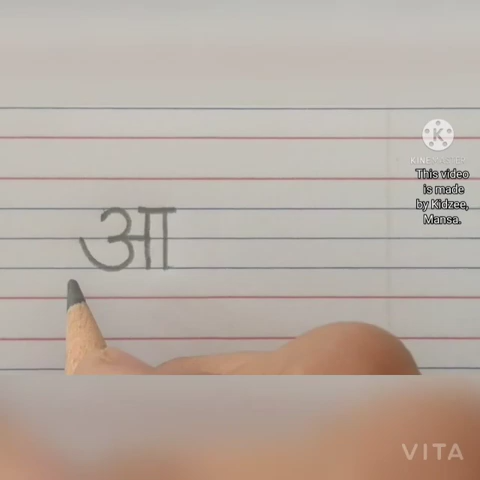 आ
K
KINEMASTER
This video
is made
by Kidzee,
Mansa.
VITA